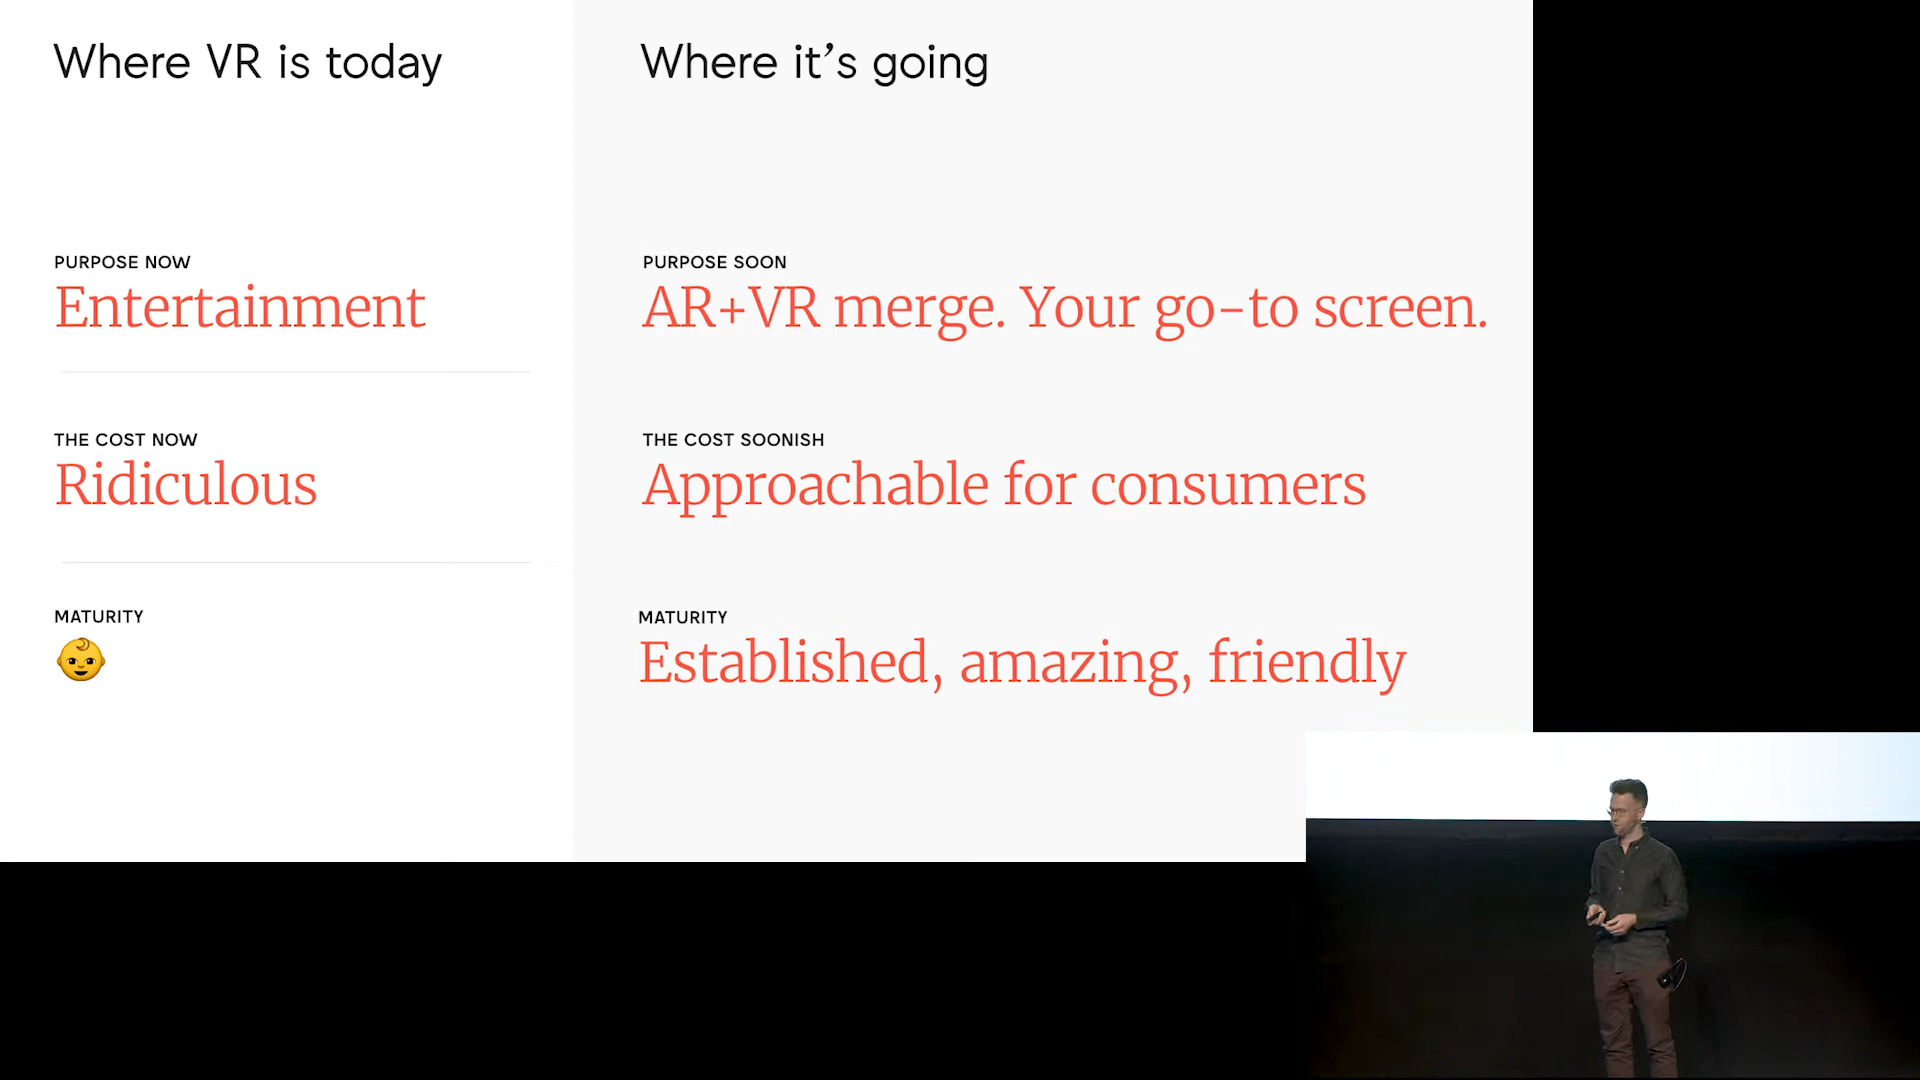 Where VR is today
PURPOSE NOW
Entertainment
THE COST NOW
Ridiculous
MATURITY
Where it’s going
PURPOSE SOON
AR+VR merge. Your go-to screen.
THE COST SOONISH
Approachable for consumers
MATURITY
Established, amazing, friendly